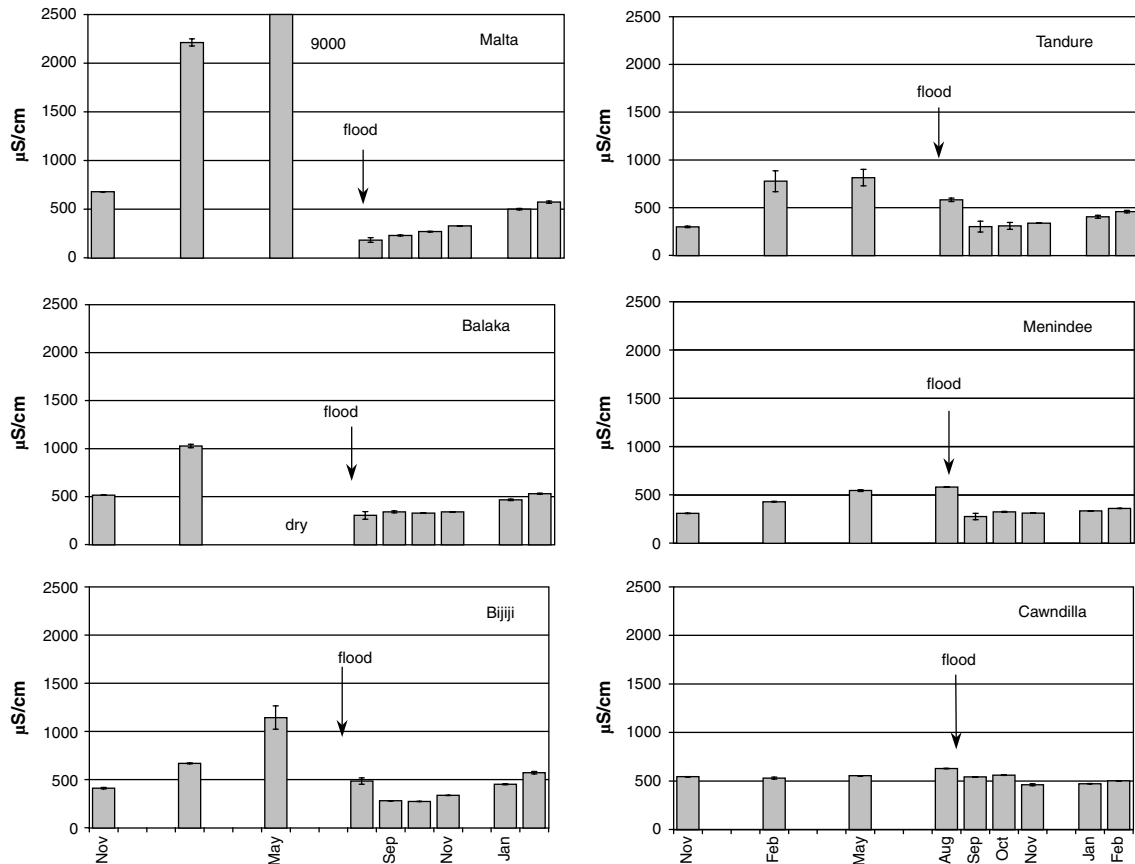 2500
2000
1500
1000
500
0
µS/cm
9000
Malta
flood
2500
2000
1500
1000
500
0
µS/cm
Tandure
flood
2500
2000
1500
1000
500
0
µS/cm
Balaka
flood
dry
2500
2000
1500
1000
500
0
µS/cm
Menindee
flood
2500
2000
1500
1000
500
0
µS/cm
Bijiji
flood
Nov
May
Sep
Nov
Jan
2500
2000
1500
1000
500
0
µS/cm
Cawndilla
flood
Nov
Feb
May
Aug
Sep
Oct
Nov
Jan
Feb